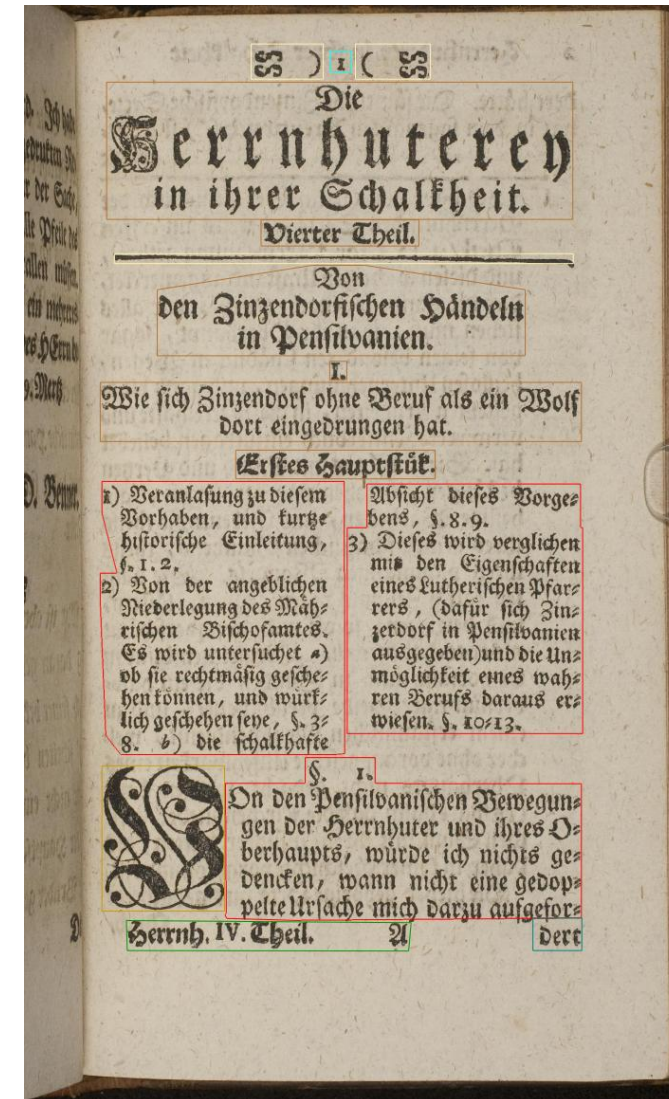 ) 1 (
Die
Herrnhuterey
in ihrer Schalkheit.
Vierter Theil.
Von
den Zinzendorfischen Händeln
in Pensilvanien.
I.
Wie sich Zinzendorf ohne Beruf als ein Wolf
dort eingedrungen hat.
Erstes Hauptstük.
1) Veranlasung zu diesem
Vorhaben, und kurtze
historische Einleitung,
§. 1. 2.
2) Von der angeblichen
Niederlegung des Mäh-
rischen Bischofamtes.
Es wird untersuchet a)
ob sie rechtmäsig gesche-
hen können, und würk-
lich geschehen seye, §. 3-
8. b) die schalkhafte
Absicht dieses Vorge-
bens, §. 8. 9.
3) Dieses wird verglichen
mit den Eigenschaften
eines Lutherischen Pfar-
rers, (dafür sich Zin-
zerdorf in Pensilvanien
ausgegeben) und die Un-
möglichkeit eines wah-
ren Berufs daraus er-
wiesen. §. 10-13.
§. 1.
VOn den Pensilvanischen Bewegun-
gen der Herrnhuter und ihres O-
berhaupts, würde ich nichts ge-
dencken, wann nicht eine gedop-
pelte Ursache mich darzu aufgefor-
Herrnh. IV. Theil. A dert